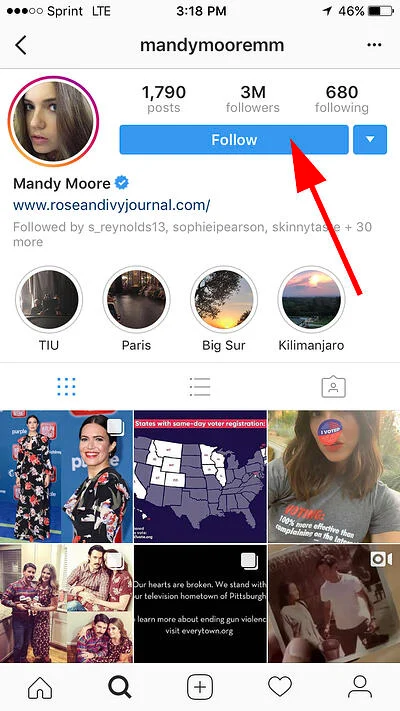 Sprint LTE 3:18 PM 46%
mandymooremm
1,790 3M 680
posts followers following
Follow
Mandy Moore
www.roseandivyjournal.com/
Followed by s_reynolds13, sophieipearson, skinnytaste + 30
more
TIU Paris Big Sur Kilimanjaro
purple
States with same-day voter registration:
I VOTED
VOTING:
100% more effective than
complaining on the
Our hearts are broken. We stand with
our television hometown of Pittsburgh
learn more about ending gun violence
visit everytown.org